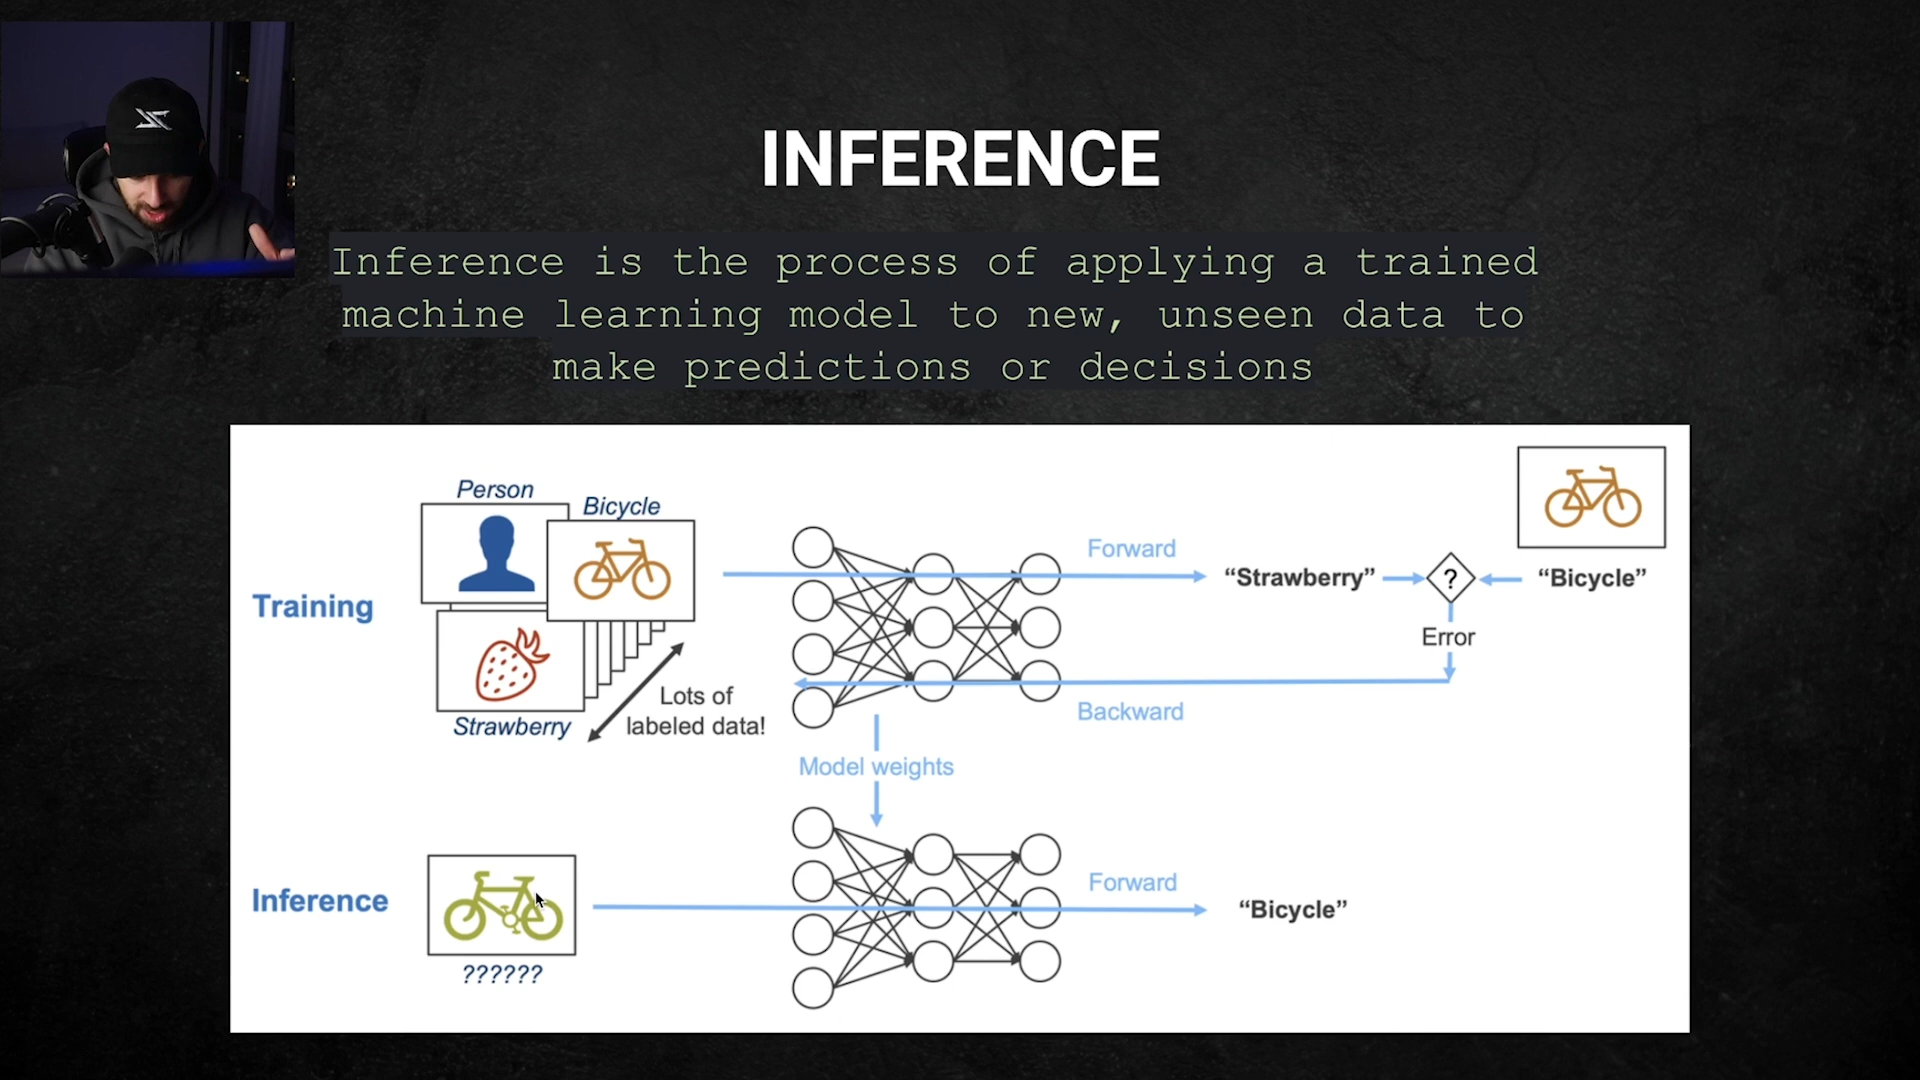 INFERENCE
Inference is the process of applying a trained
machine learning model to new, unseen data to
make predictions or decisions
Person
Bicycle
Training
Strawberry
Lots of
labeled data!
Forward
“Strawberry”
?
“Bicycle”
Error
Backward
Model weights
Inference
??????
Forward
“Bicycle”